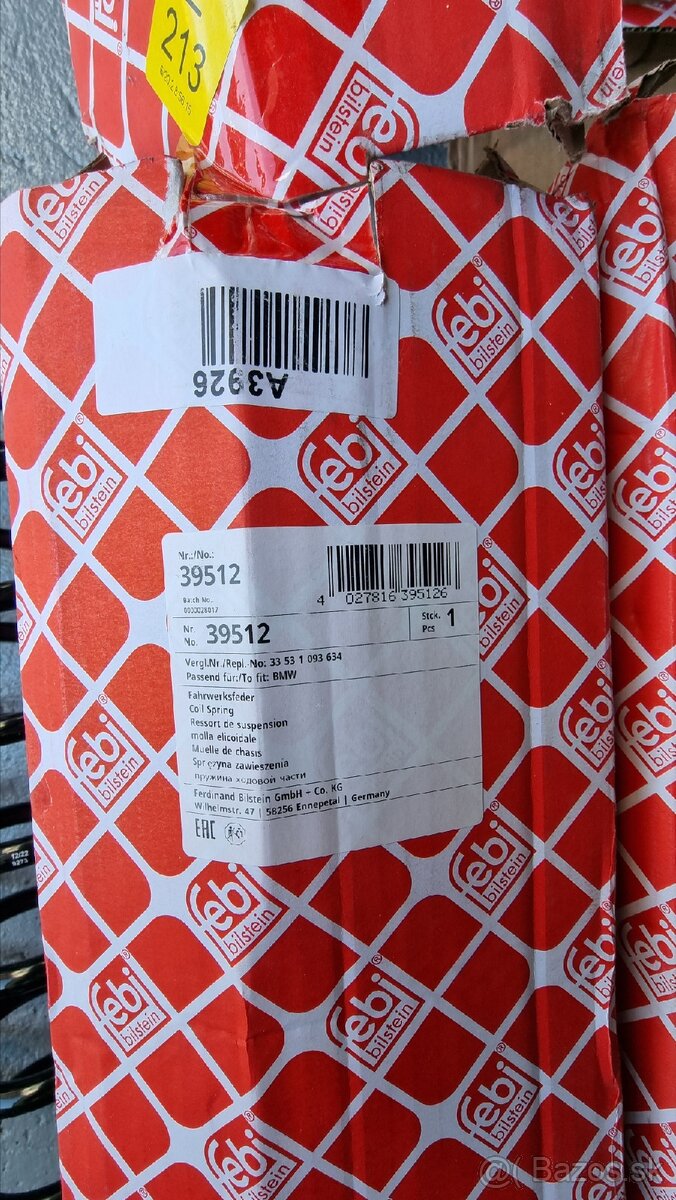 213
febi
bilstein
®
A3926
Nr.:/No.:
39512
Batch No.:
4 027816 395126
Nr.
No. 39512
Stck.
Pcs 1
Vergl.Nr./Repl.-No: 33 53 1 093 634
Passend für:/To fit: BMW
Fahrwerksfeder
Coil Spring
Ressort de suspension
molla elicoidale
Muelle de chasis
Sprężyna zawieszenia
пружина ходовой части
Ferdinand Bilstein GmbH + Co. KG
Wilhelmstr. 47 | 58256 Ennepetal | Germany
EAC
12/22
Bazos.sk